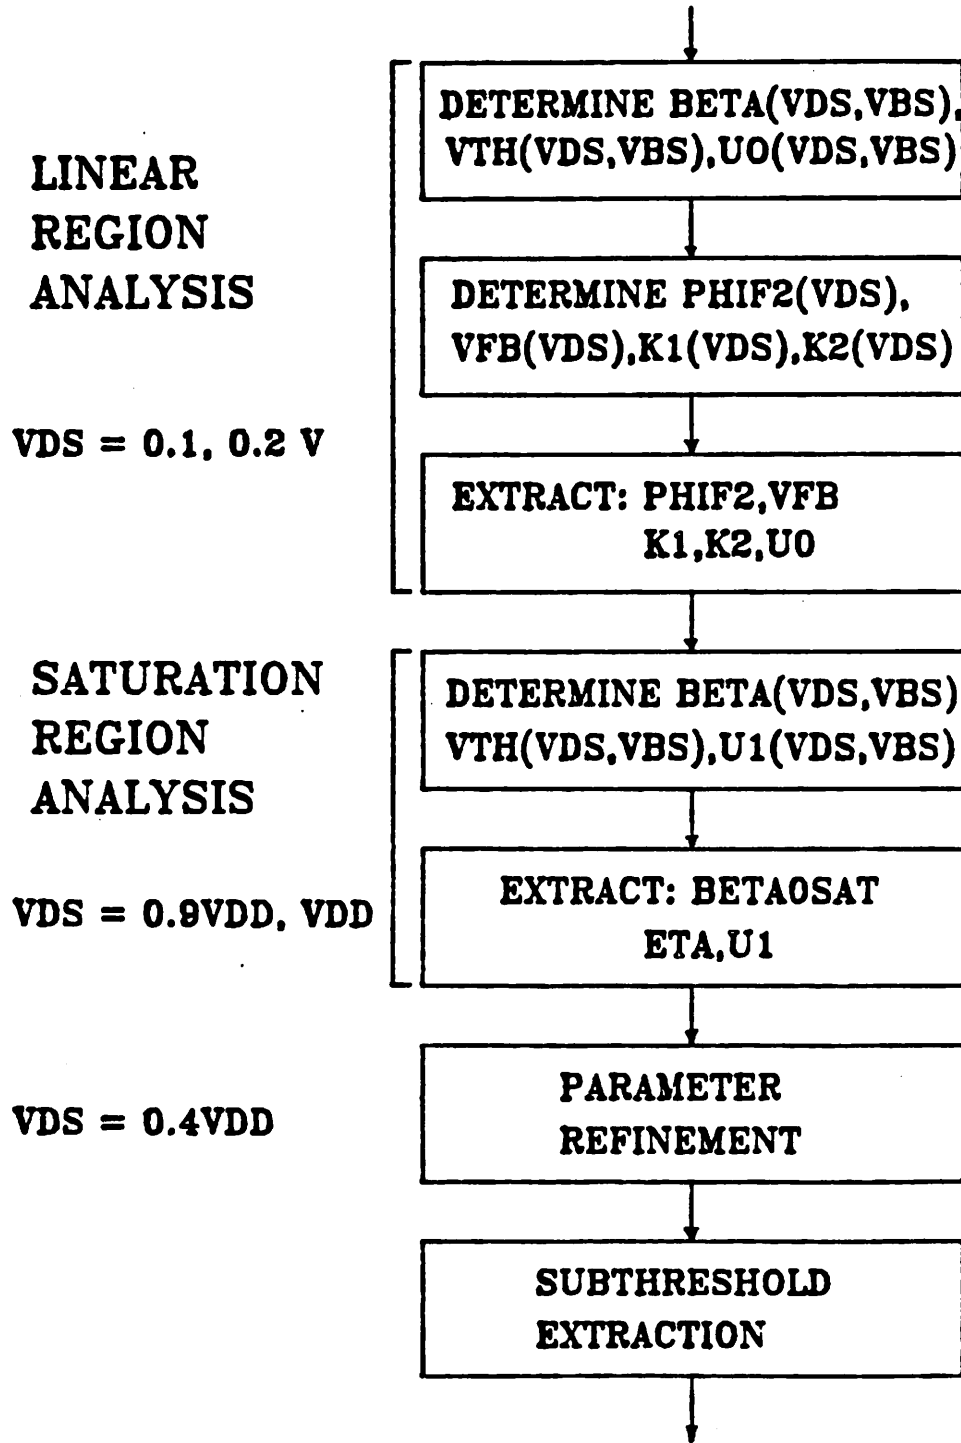 DETERMINE BETA(VDS,VBS),
VTH(VDS,VBS),U0(VDS,VBS)
LINEAR
REGION
ANALYSIS
DETERMINE PHIF2(VDS),
VFB(VDS),K1(VDS),K2(VDS)
VDS = 0.1, 0.2 V
EXTRACT: PHIF2,VFB
K1,K2,U0
SATURATION
REGION
ANALYSIS
DETERMINE BETA(VDS,VBS)
VTH(VDS,VBS),U1(VDS,VBS)
VDS = 0.9VDD, VDD
EXTRACT: BETA0SAT
ETA,U1
VDS = 0.4VDD
PARAMETER
REFINEMENT
SUBTHRESHOLD
EXTRACTION